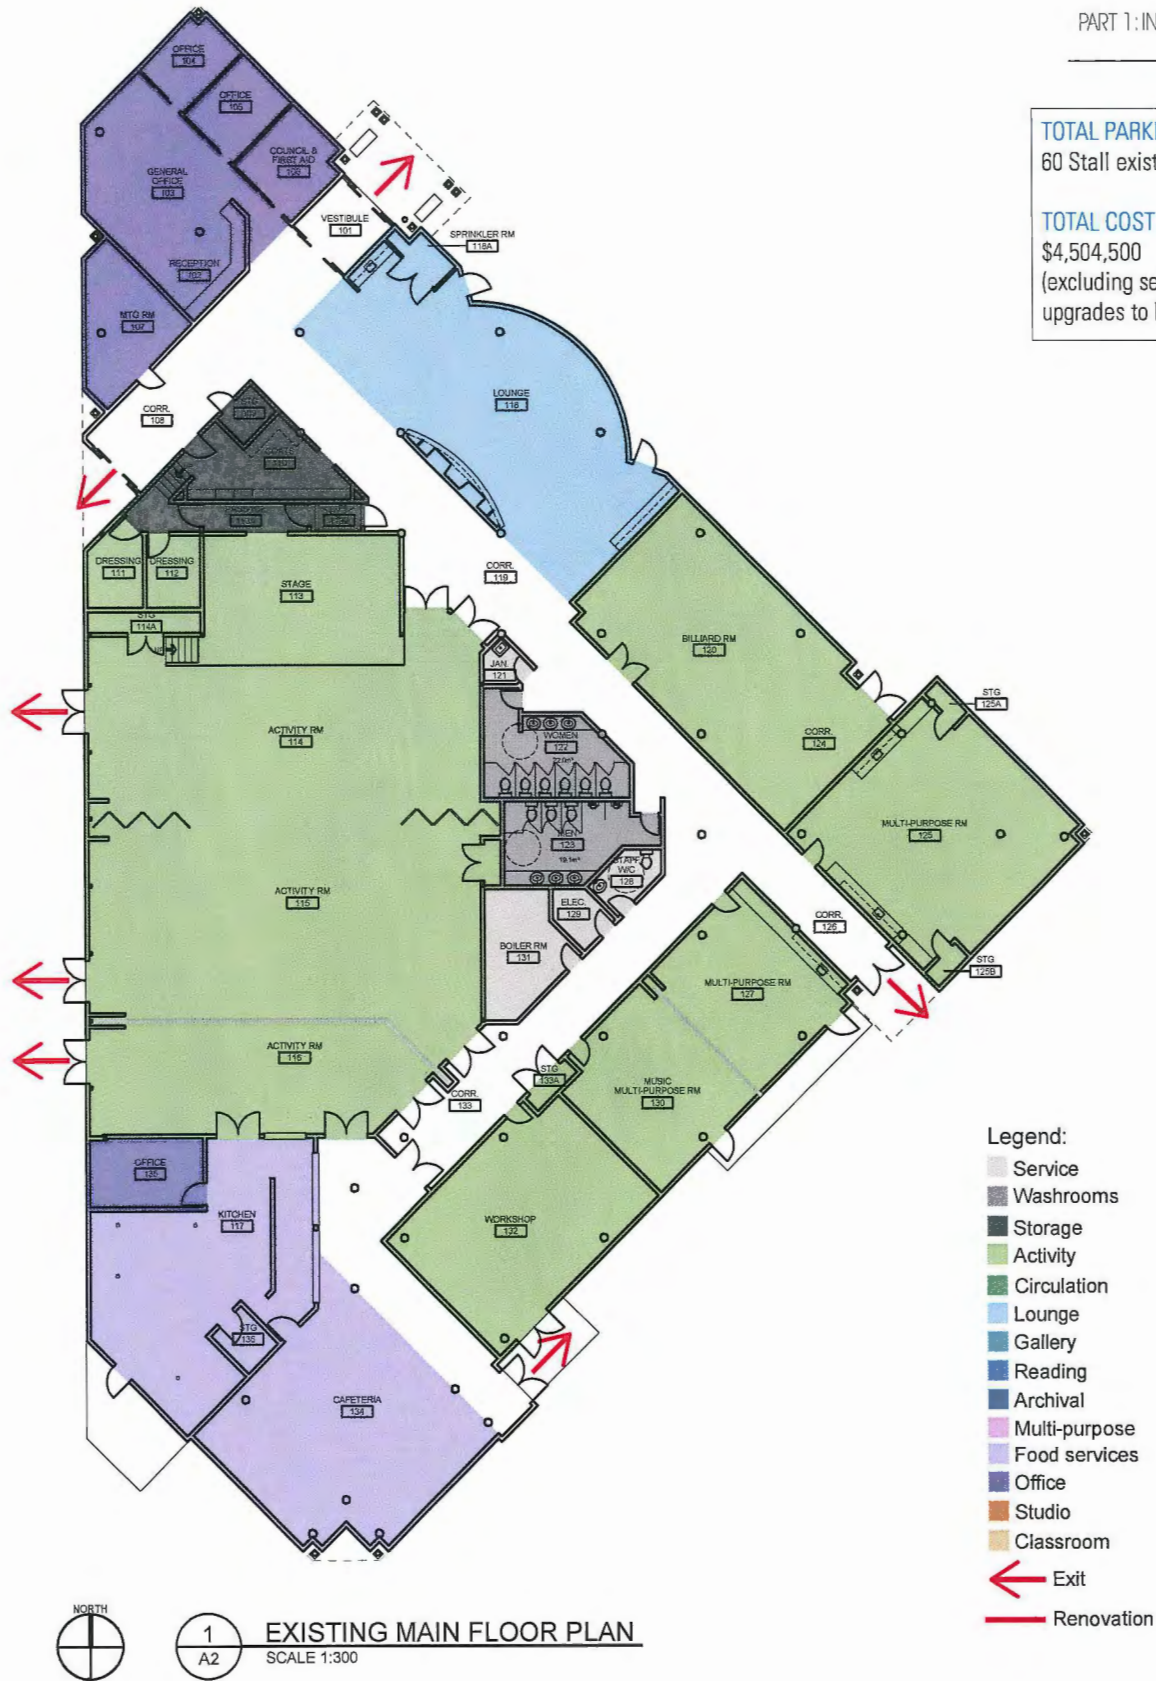 PART 1: IN
TOTAL PARK
60 Stall exist
TOTAL COST
$4,504,500
(excluding se
upgrades to
OFFICE
104
OFFICE
105
COUNCIL &
FIRST AID
106
GENERAL
OFFICE
103
VESTIBULE
101
SPRINKLER RM
118A
RECEPTION
102
MTG RM
107
LOUNGE
118
CORR.
108
STG
DRESSING
111
DRESSING
112
STAGE
113
CORR.
119
STG
114A
BILLIARD RM
120
JAN.
121
STG
125A
ACTIVITY RM
114
WOMEN
122
CORR.
124
MULTI-PURPOSE RM
125
MEN
123
19.1m²
STAFF
W/C
128
ACTIVITY RM
115
ELEC.
129
CORR.
126
BOILER RM
131
STG
125B
MULTI-PURPOSE RM
127
ACTIVITY RM
116
STG
133A
MUSIC
MULTI-PURPOSE RM
130
CORR.
133
OFFICE
KITCHEN
117
WORKSHOP
132
STG
CAFETERIA
134
Legend:
Service
Washrooms
Storage
Activity
Circulation
Lounge
Gallery
Reading
Archival
Multi-purpose
Food services
Office
Studio
Classroom
Exit
Renovation
NORTH
1
A2
EXISTING MAIN FLOOR PLAN
SCALE 1:300